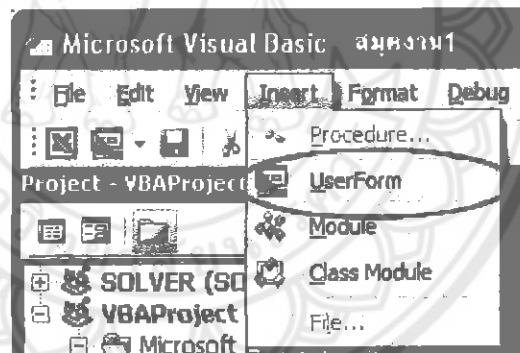 Microsoft Visual Basic สมุดงาน1
File Edit View Insert Format Debug
Procedure...
Project - VBAProject
UserForm
Module
SOLVER (SO
Class Module
VBAProject
File...
Microsoft